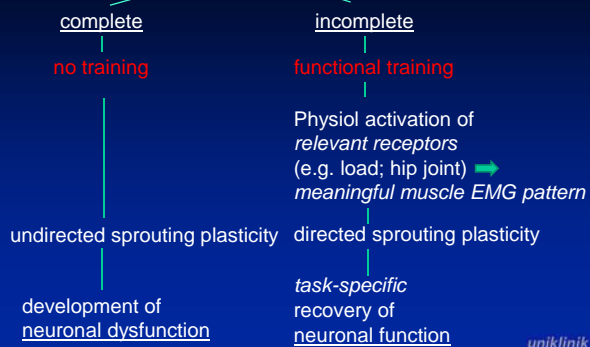 complete
no training
undirected sprouting plasticity
development of
neuronal dysfunction
incomplete
functional training
Physiol activation of
relevant receptors
(e.g. load; hip joint)
meaningful muscle EMG pattern
directed sprouting plasticity
task-specific
recovery of
neuronal function
uniklinik